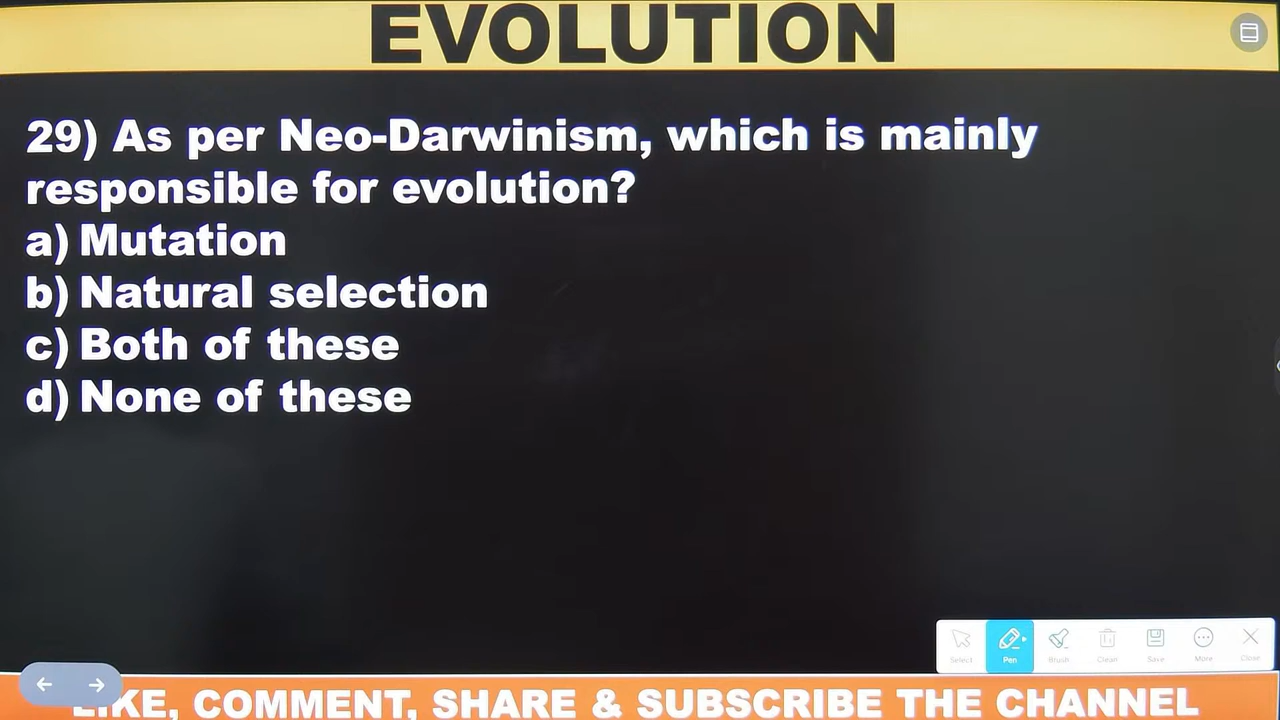 EVOLUTION
29) As per Neo-Darwinism, which is mainly
responsible for evolution?
a) Mutation
b) Natural selection
c) Both of these
d) None of these
Select
Pen
Brush
Clean
Save
More
Close
LIKE, COMMENT, SHARE & SUBSCRIBE THE CHANNEL